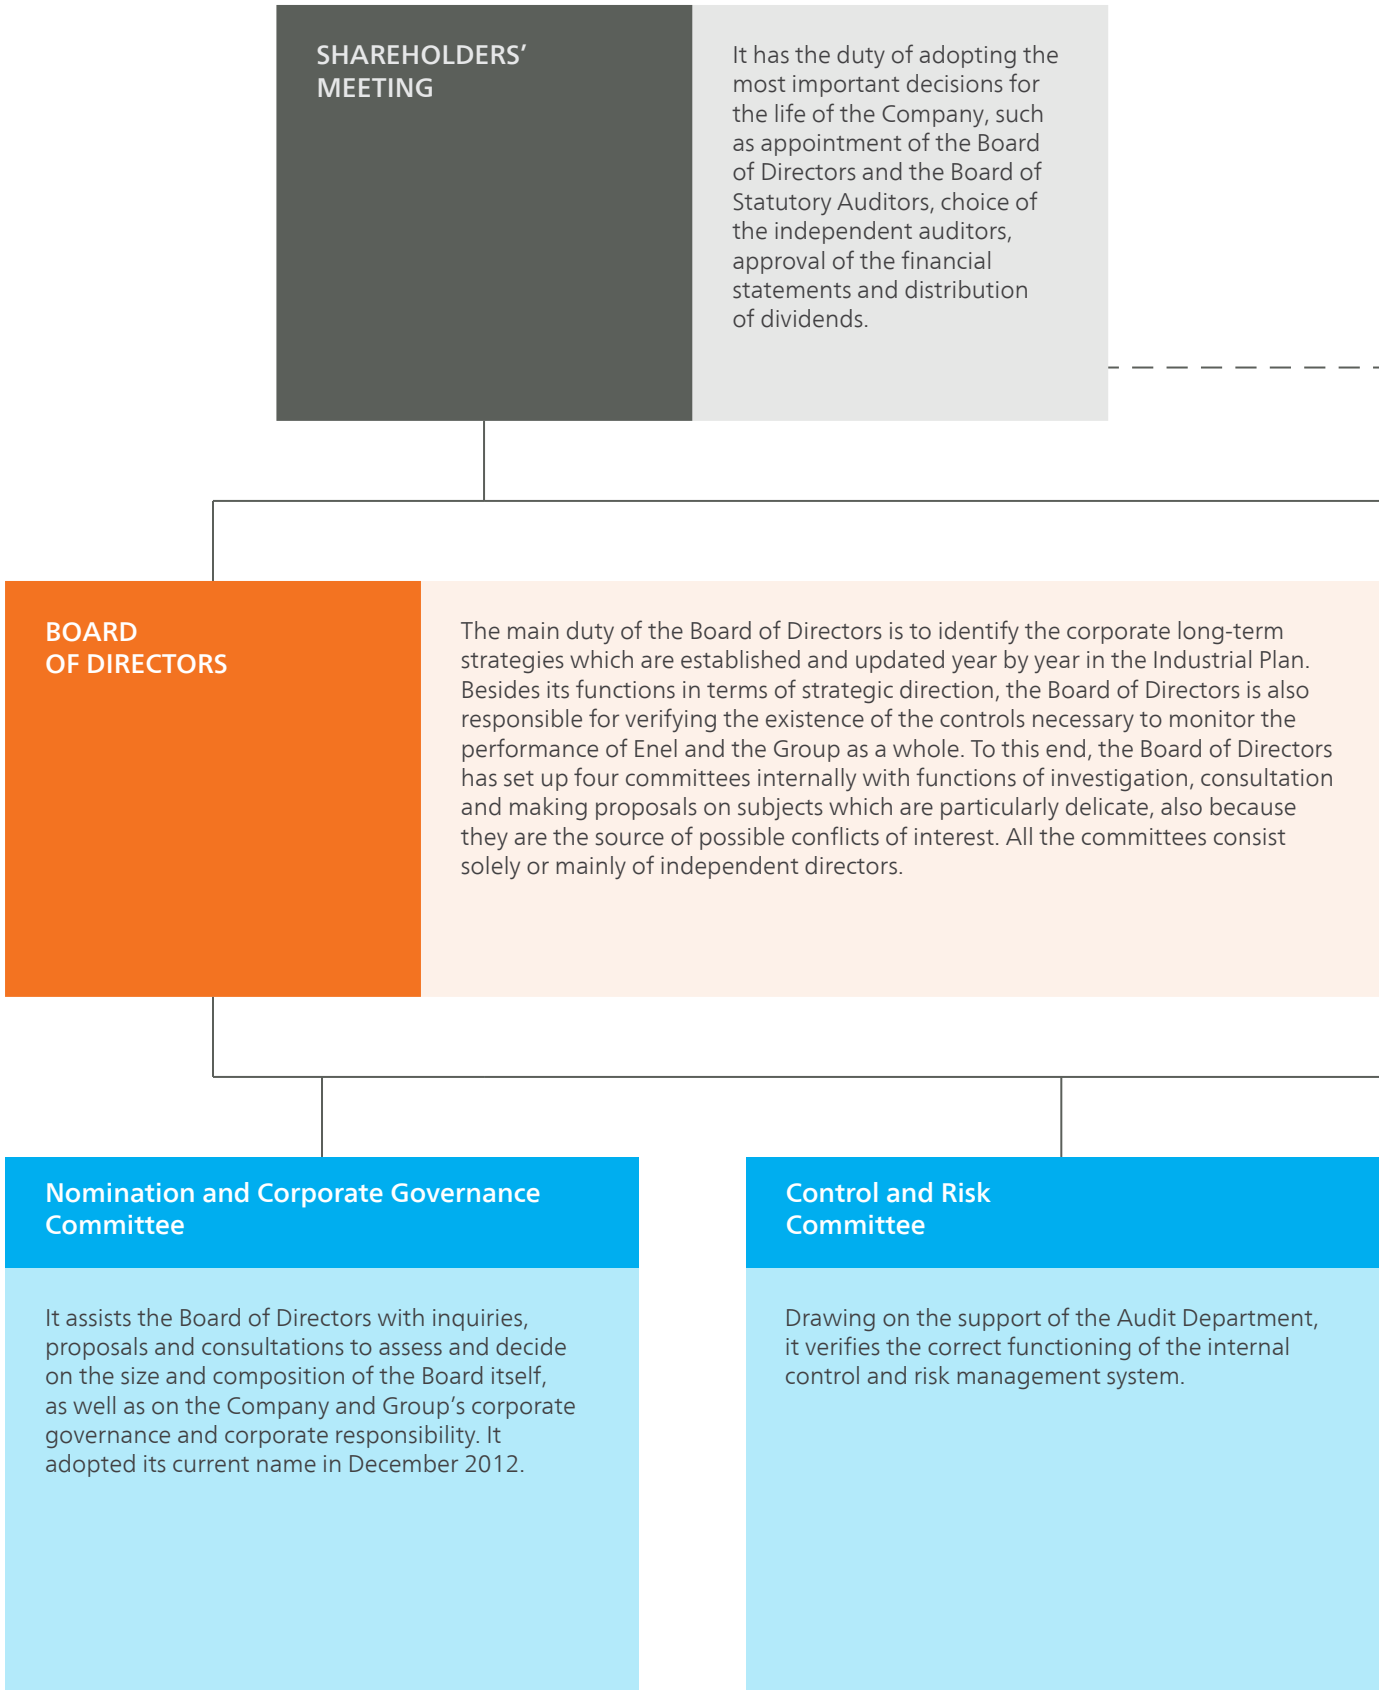 SHAREHOLDERS’
MEETING
It has the duty of adopting the
most important decisions for
the life of the Company, such
as appointment of the Board
of Directors and the Board of
Statutory Auditors, choice of
the independent auditors,
approval of the financial
statements and distribution
of dividends.
BOARD
OF DIRECTORS
The main duty of the Board of Directors is to identify the corporate long-term
strategies which are established and updated year by year in the Industrial Plan.
Besides its functions in terms of strategic direction, the Board of Directors is also
responsible for verifying the existence of the controls necessary to monitor the
performance of Enel and the Group as a whole. To this end, the Board of Directors
has set up four committees internally with functions of investigation, consultation
and making proposals on subjects which are particularly delicate, also because
they are the source of possible conflicts of interest. All the committees consist
solely or mainly of independent directors.
Nomination and Corporate Governance
Committee
It assists the Board of Directors with inquiries,
proposals and consultations to assess and decide
on the size and composition of the Board itself,
as well as on the Company and Group’s corporate
governance and corporate responsibility. It
adopted its current name in December 2012.
Control and Risk
Committee
Drawing on the support of the Audit Department,
it verifies the correct functioning of the internal
control and risk management system.